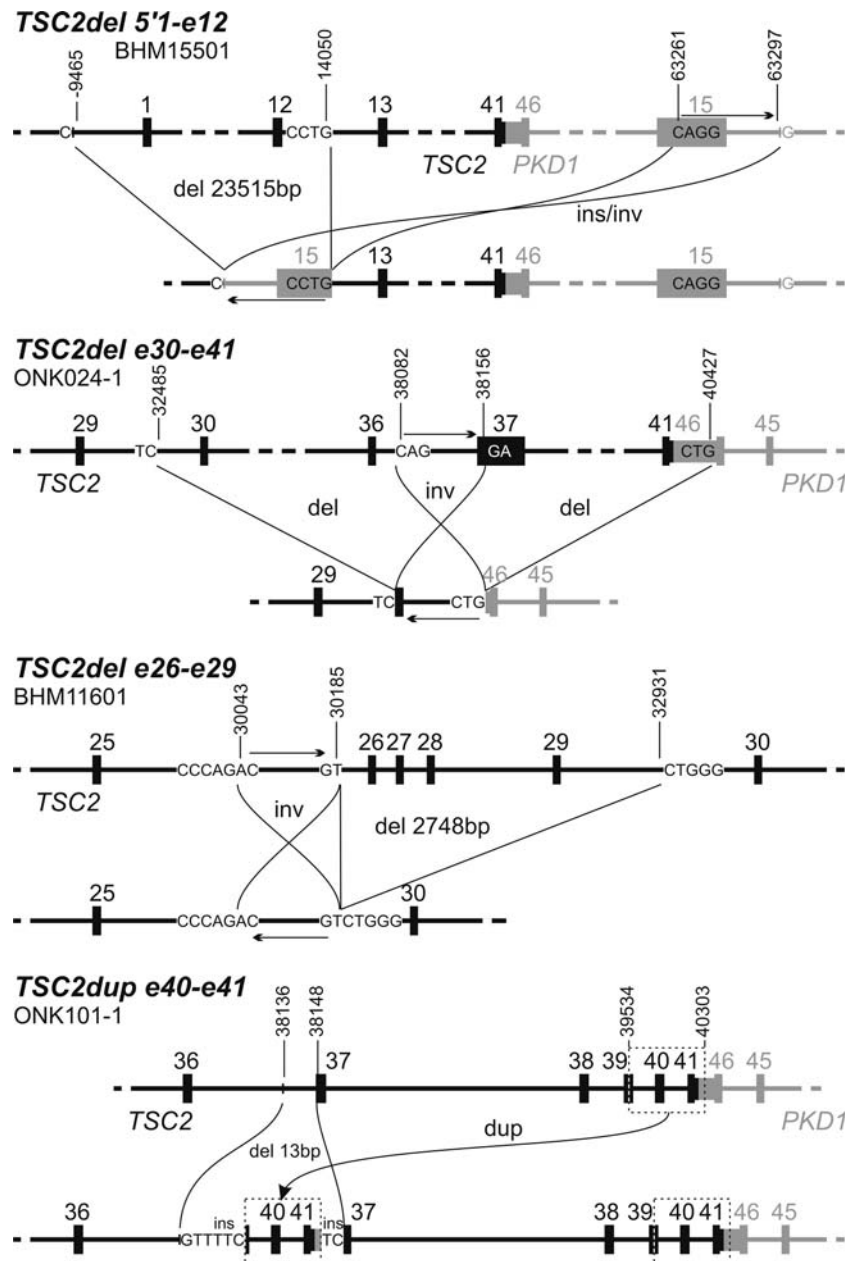 TSC2del 5'1-e12
BHM15501
-9465
14050
63261
63297
1
12
13
41
46
15
C
CCTG
CAGG
G
TSC2
PKD1
del 23515bp
ins/inv
15
13
41
46
15
C
CCTG
CAGG
G
TSC2del e30-e41
ONK024-1
32485
38082
38156
40427
29
30
36
37
41
46
45
TC
CAG
GA
CTG
TSC2
PKD1
del
inv
del
29
46
45
TC
CTG
TSC2del e26-e29
BHM11601
30043
30185
32931
25
26
27
28
29
30
CCCAGAC
GT
CTGGG
TSC2
inv
del 2748bp
25
30
CCCAGAC
GTCTGGG
TSC2dup e40-e41
ONK101-1
38136
38148
39534
40303
36
37
38
39
40
41
46
45
TSC2
PKD1
del 13bp
dup
36
ins
40
41
ins
37
38
39
40
41
46
45
GTTTTC
TC